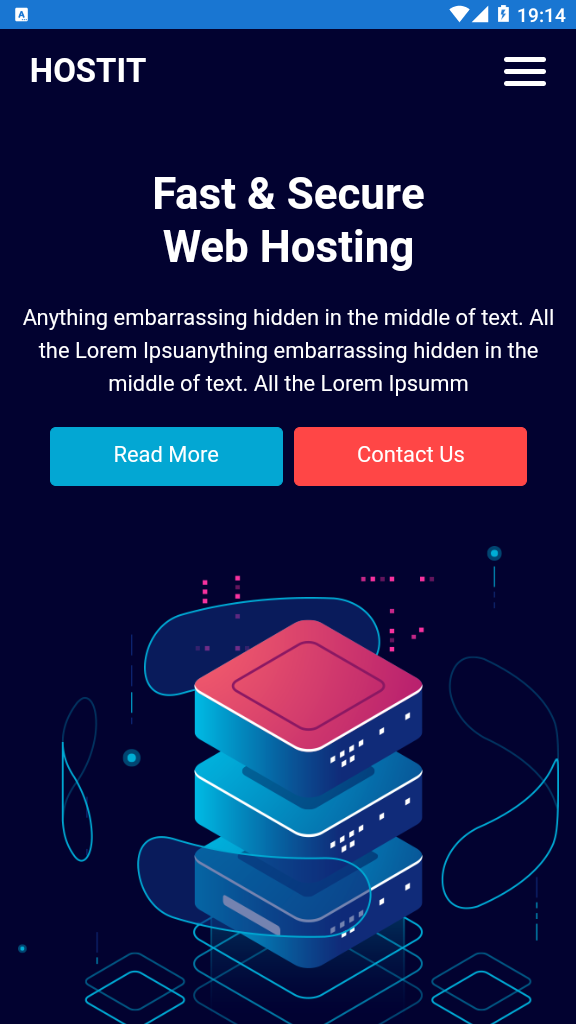 19:14
HOSTIT
Fast & Secure
Web Hosting
Anything embarrassing hidden in the middle of text. All
the Lorem Ipsuanything embarrassing hidden in the
middle of text. All the Lorem Ipsumm
Read More
Contact Us